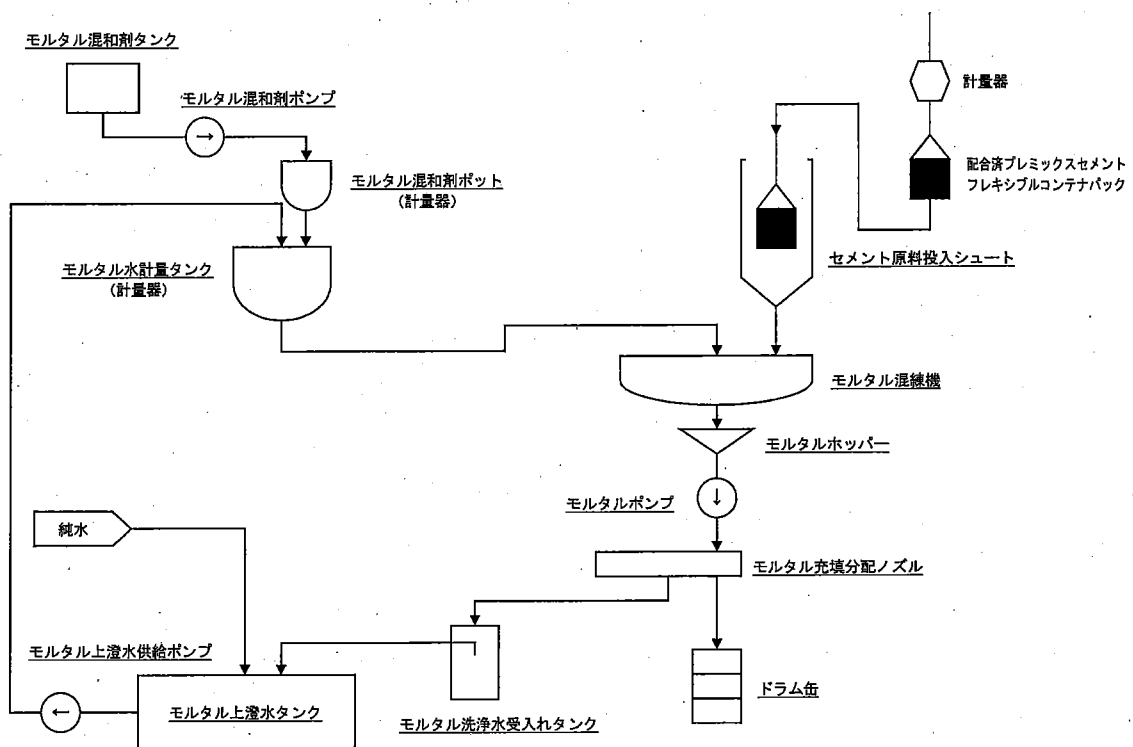 モルタル混和剤タンク
モルタル混和剤ポンプ
→
計量器
配合済プレミックスセメント
フレキシブルコンテナパック
モルタル混和剤ポット
(計量器)
モルタル水計量タンク
(計量器)
セメント原料投入シュート
モルタル混練機
モルタルホッパー
モルタルポンプ
↓
純水
モルタル充填分配ノズル
モルタル上澄水供給ポンプ
←
モルタル上澄水タンク
モルタル洗浄水受入れタンク
ドラム缶